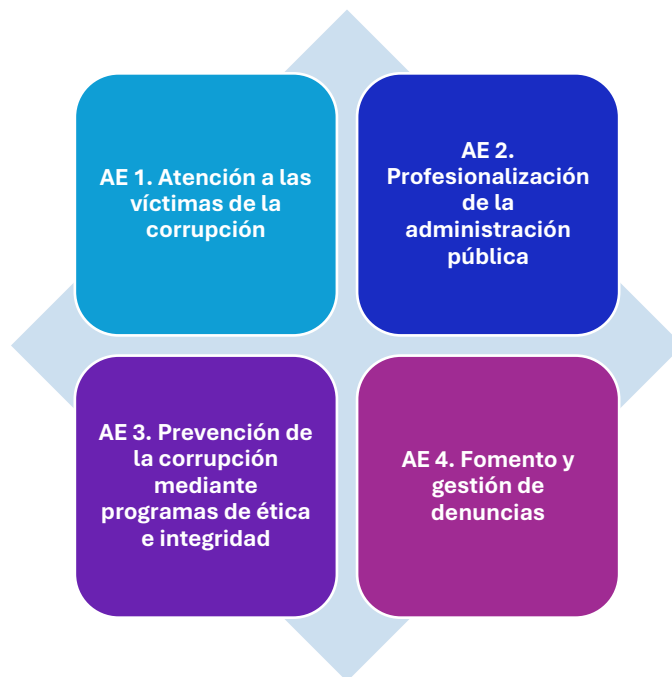 AE 1. Atención a las
víctimas de la
corrupción
AE 2.
Profesionalización
de la
administración
pública
AE 3. Prevención de
la corrupción
mediante
programas de ética
e integridad
AE 4. Fomento y
gestión de
denuncias